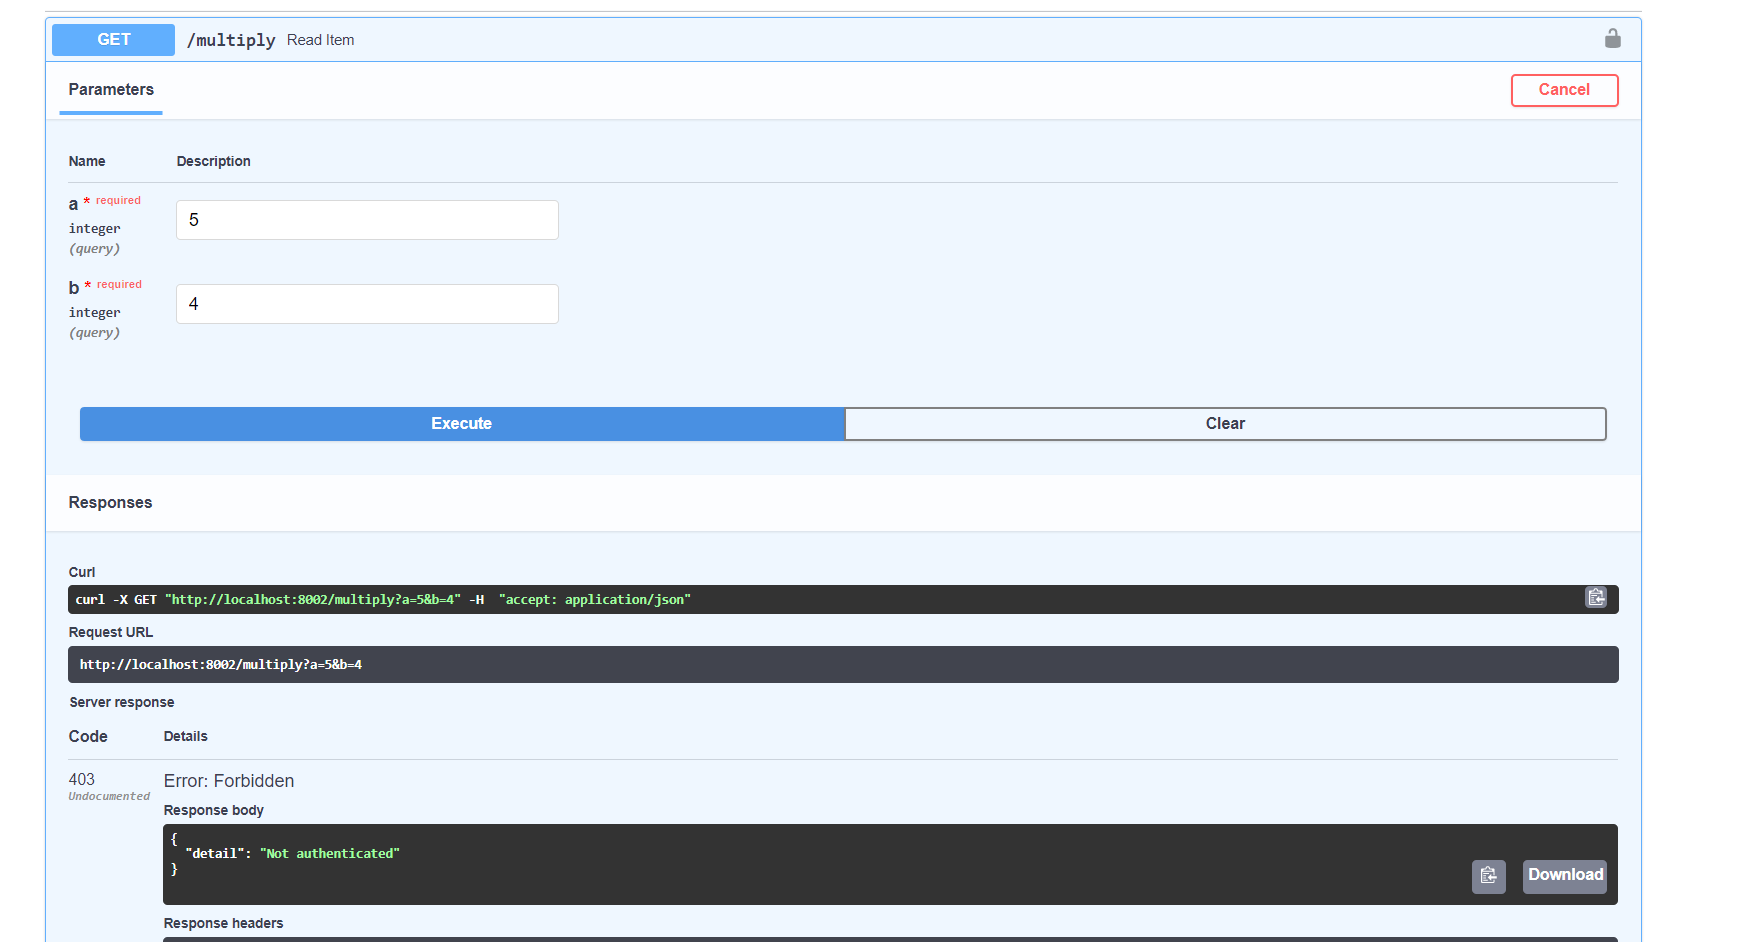 GET /multiply Read Item
Parameters
Cancel
Name Description
a * required
integer
(query)
5
b * required
integer
(query)
4
Execute Clear
Responses
Curl
curl -X GET "http://localhost:8002/multiply?a=5&b=4" -H  "accept: application/json"
Request URL
http://localhost:8002/multiply?a=5&b=4
Server response
Code Details
403
Undocumented
Error: Forbidden
Response body
{
  "detail": "Not authenticated"
}
Download
Response headers